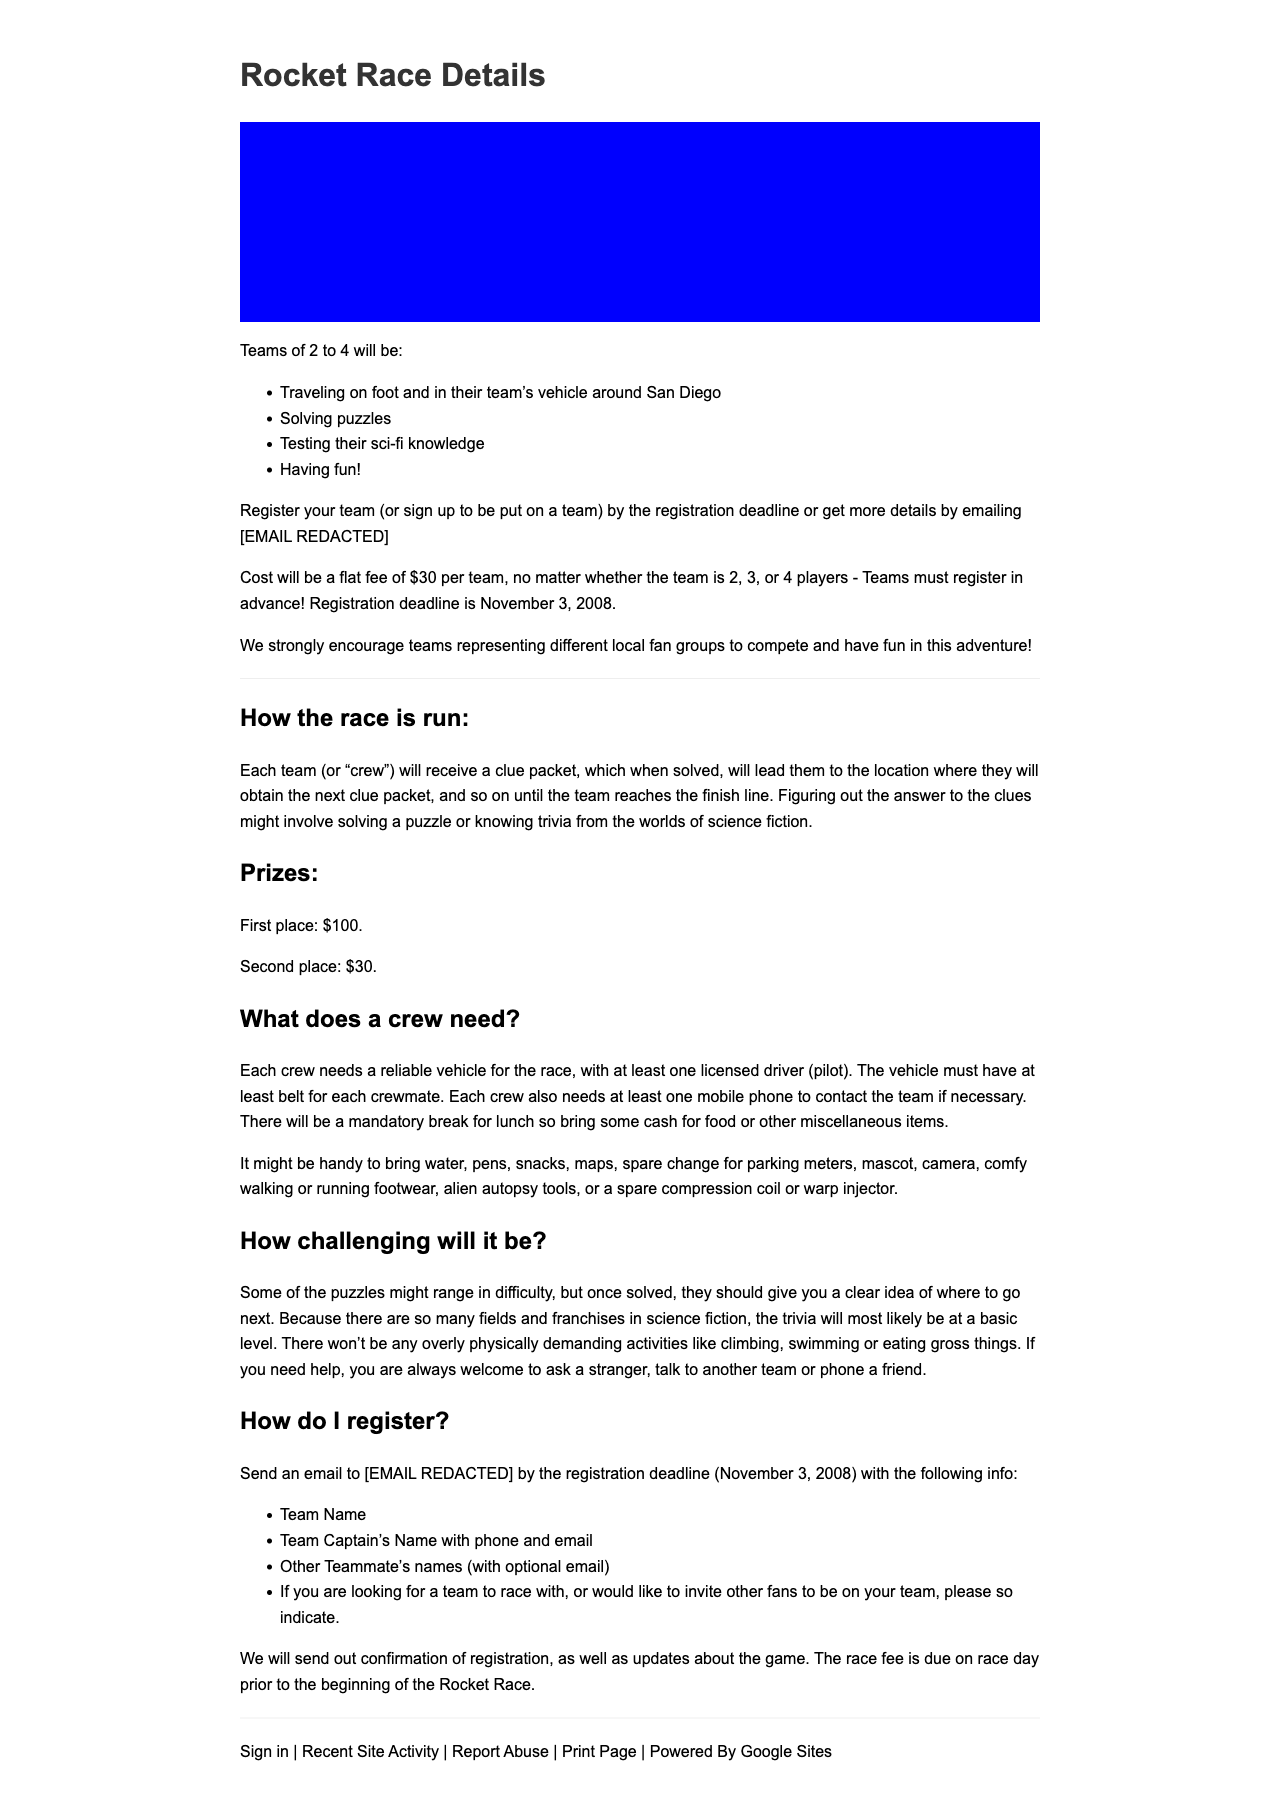 Rocket Race Details
Teams of 2 to 4 will be:
• Traveling on foot and in their team’s vehicle around San Diego
• Solving puzzles
• Testing their sci-fi knowledge
• Having fun!
Register your team (or sign up to be put on a team) by the registration deadline or get more details by emailing
[EMAIL REDACTED]
Cost will be a flat fee of $30 per team, no matter whether the team is 2, 3, or 4 players - Teams must register in
advance! Registration deadline is November 3, 2008.
We strongly encourage teams representing different local fan groups to compete and have fun in this adventure!
How the race is run:
Each team (or “crew”) will receive a clue packet, which when solved, will lead them to the location where they will
obtain the next clue packet, and so on until the team reaches the finish line. Figuring out the answer to the clues
might involve solving a puzzle or knowing trivia from the worlds of science fiction.
Prizes:
First place: $100.
Second place: $30.
What does a crew need?
Each crew needs a reliable vehicle for the race, with at least one licensed driver (pilot). The vehicle must have at
least belt for each crewmate. Each crew also needs at least one mobile phone to contact the team if necessary.
There will be a mandatory break for lunch so bring some cash for food or other miscellaneous items.
It might be handy to bring water, pens, snacks, maps, spare change for parking meters, mascot, camera, comfy
walking or running footwear, alien autopsy tools, or a spare compression coil or warp injector.
How challenging will it be?
Some of the puzzles might range in difficulty, but once solved, they should give you a clear idea of where to go
next. Because there are so many fields and franchises in science fiction, the trivia will most likely be at a basic
level. There won’t be any overly physically demanding activities like climbing, swimming or eating gross things. If
you need help, you are always welcome to ask a stranger, talk to another team or phone a friend.
How do I register?
Send an email to [EMAIL REDACTED] by the registration deadline (November 3, 2008) with the following info:
• Team Name
• Team Captain’s Name with phone and email
• Other Teammate’s names (with optional email)
• If you are looking for a team to race with, or would like to invite other fans to be on your team, please so
indicate.
We will send out confirmation of registration, as well as updates about the game. The race fee is due on race day
prior to the beginning of the Rocket Race.
Sign in | Recent Site Activity | Report Abuse | Print Page | Powered By Google Sites